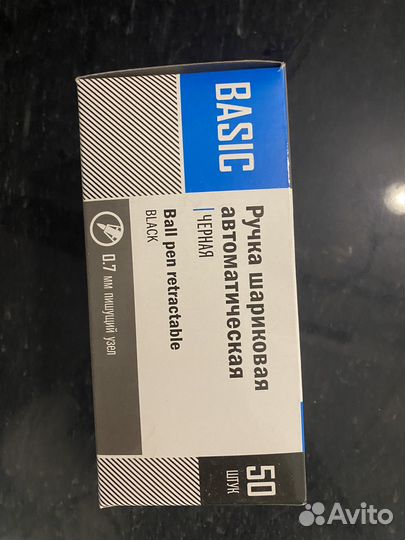 BASIC
Ручка шариковая
автоматическая
ЧЕРНАЯ
Ball pen retractable
BLACK
0.7 мм пишущий узел
50
ШТУК
Avito